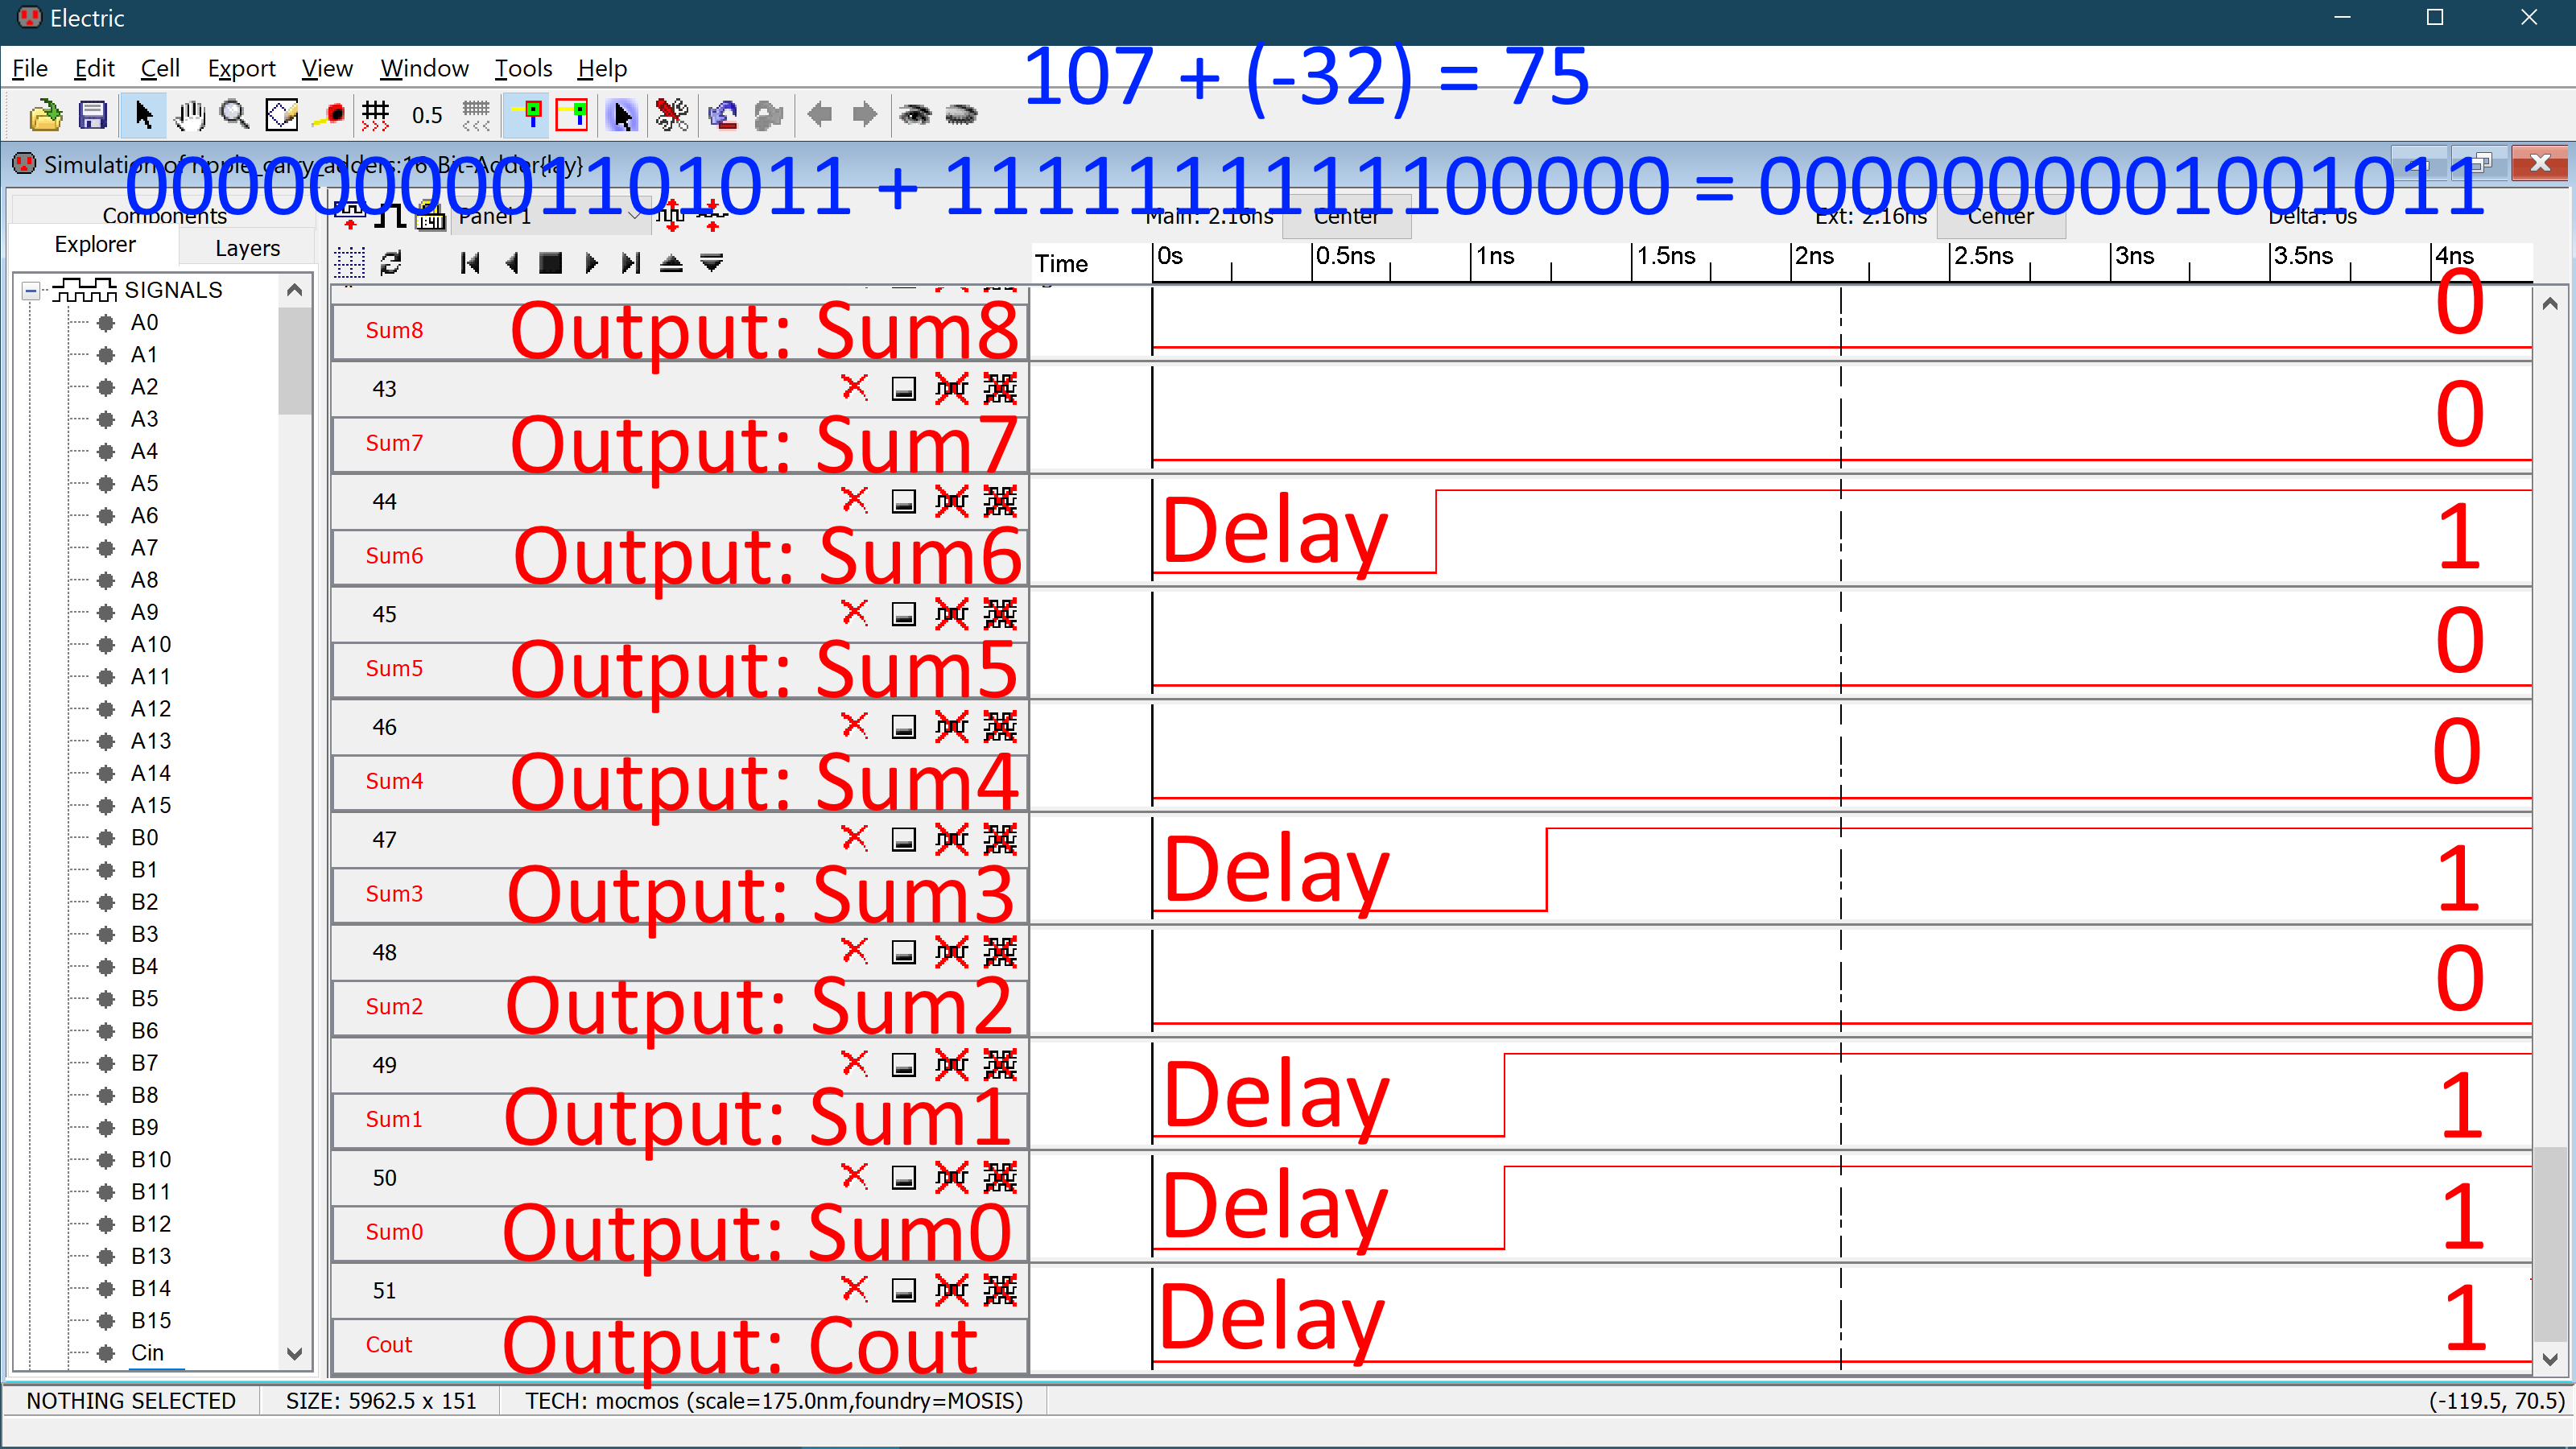 Electric
File Edit Cell Export View Window Tools Help
107 + (-32) = 75
0.5
Simulation of ripple_carry_adders:16-Bit-Adder{lay}
0000000001101011 + 1111111111100000 = 0000000001001011
Components
Explorer
Layers
Panel 1
Main: 2.16ns
Center
Ext: 2.16ns
Center
Delta: 0s
Time
0s 0.5ns 1ns 1.5ns 2ns 2.5ns 3ns 3.5ns 4ns
SIGNALS
A0
A1
A2
A3
A4
A5
A6
A7
A8
A9
A10
A11
A12
A13
A14
A15
B0
B1
B2
B3
B4
B5
B6
B7
B8
B9
B10
B11
B12
B13
B14
B15
Cin
Sum8 Output: Sum8 0
43
Sum7 Output: Sum7 0
44
Sum6 Output: Sum6 Delay 1
45
Sum5 Output: Sum5 0
46
Sum4 Output: Sum4 0
47
Sum3 Output: Sum3 Delay 1
48
Sum2 Output: Sum2 0
49
Sum1 Output: Sum1 Delay 1
50
Sum0 Output: Sum0 Delay 1
51
Cout Output: Cout Delay 1
NOTHING SELECTED
SIZE: 5962.5 x 151
TECH: mocmos (scale=175.0nm,foundry=MOSIS)
(-119.5, 70.5)